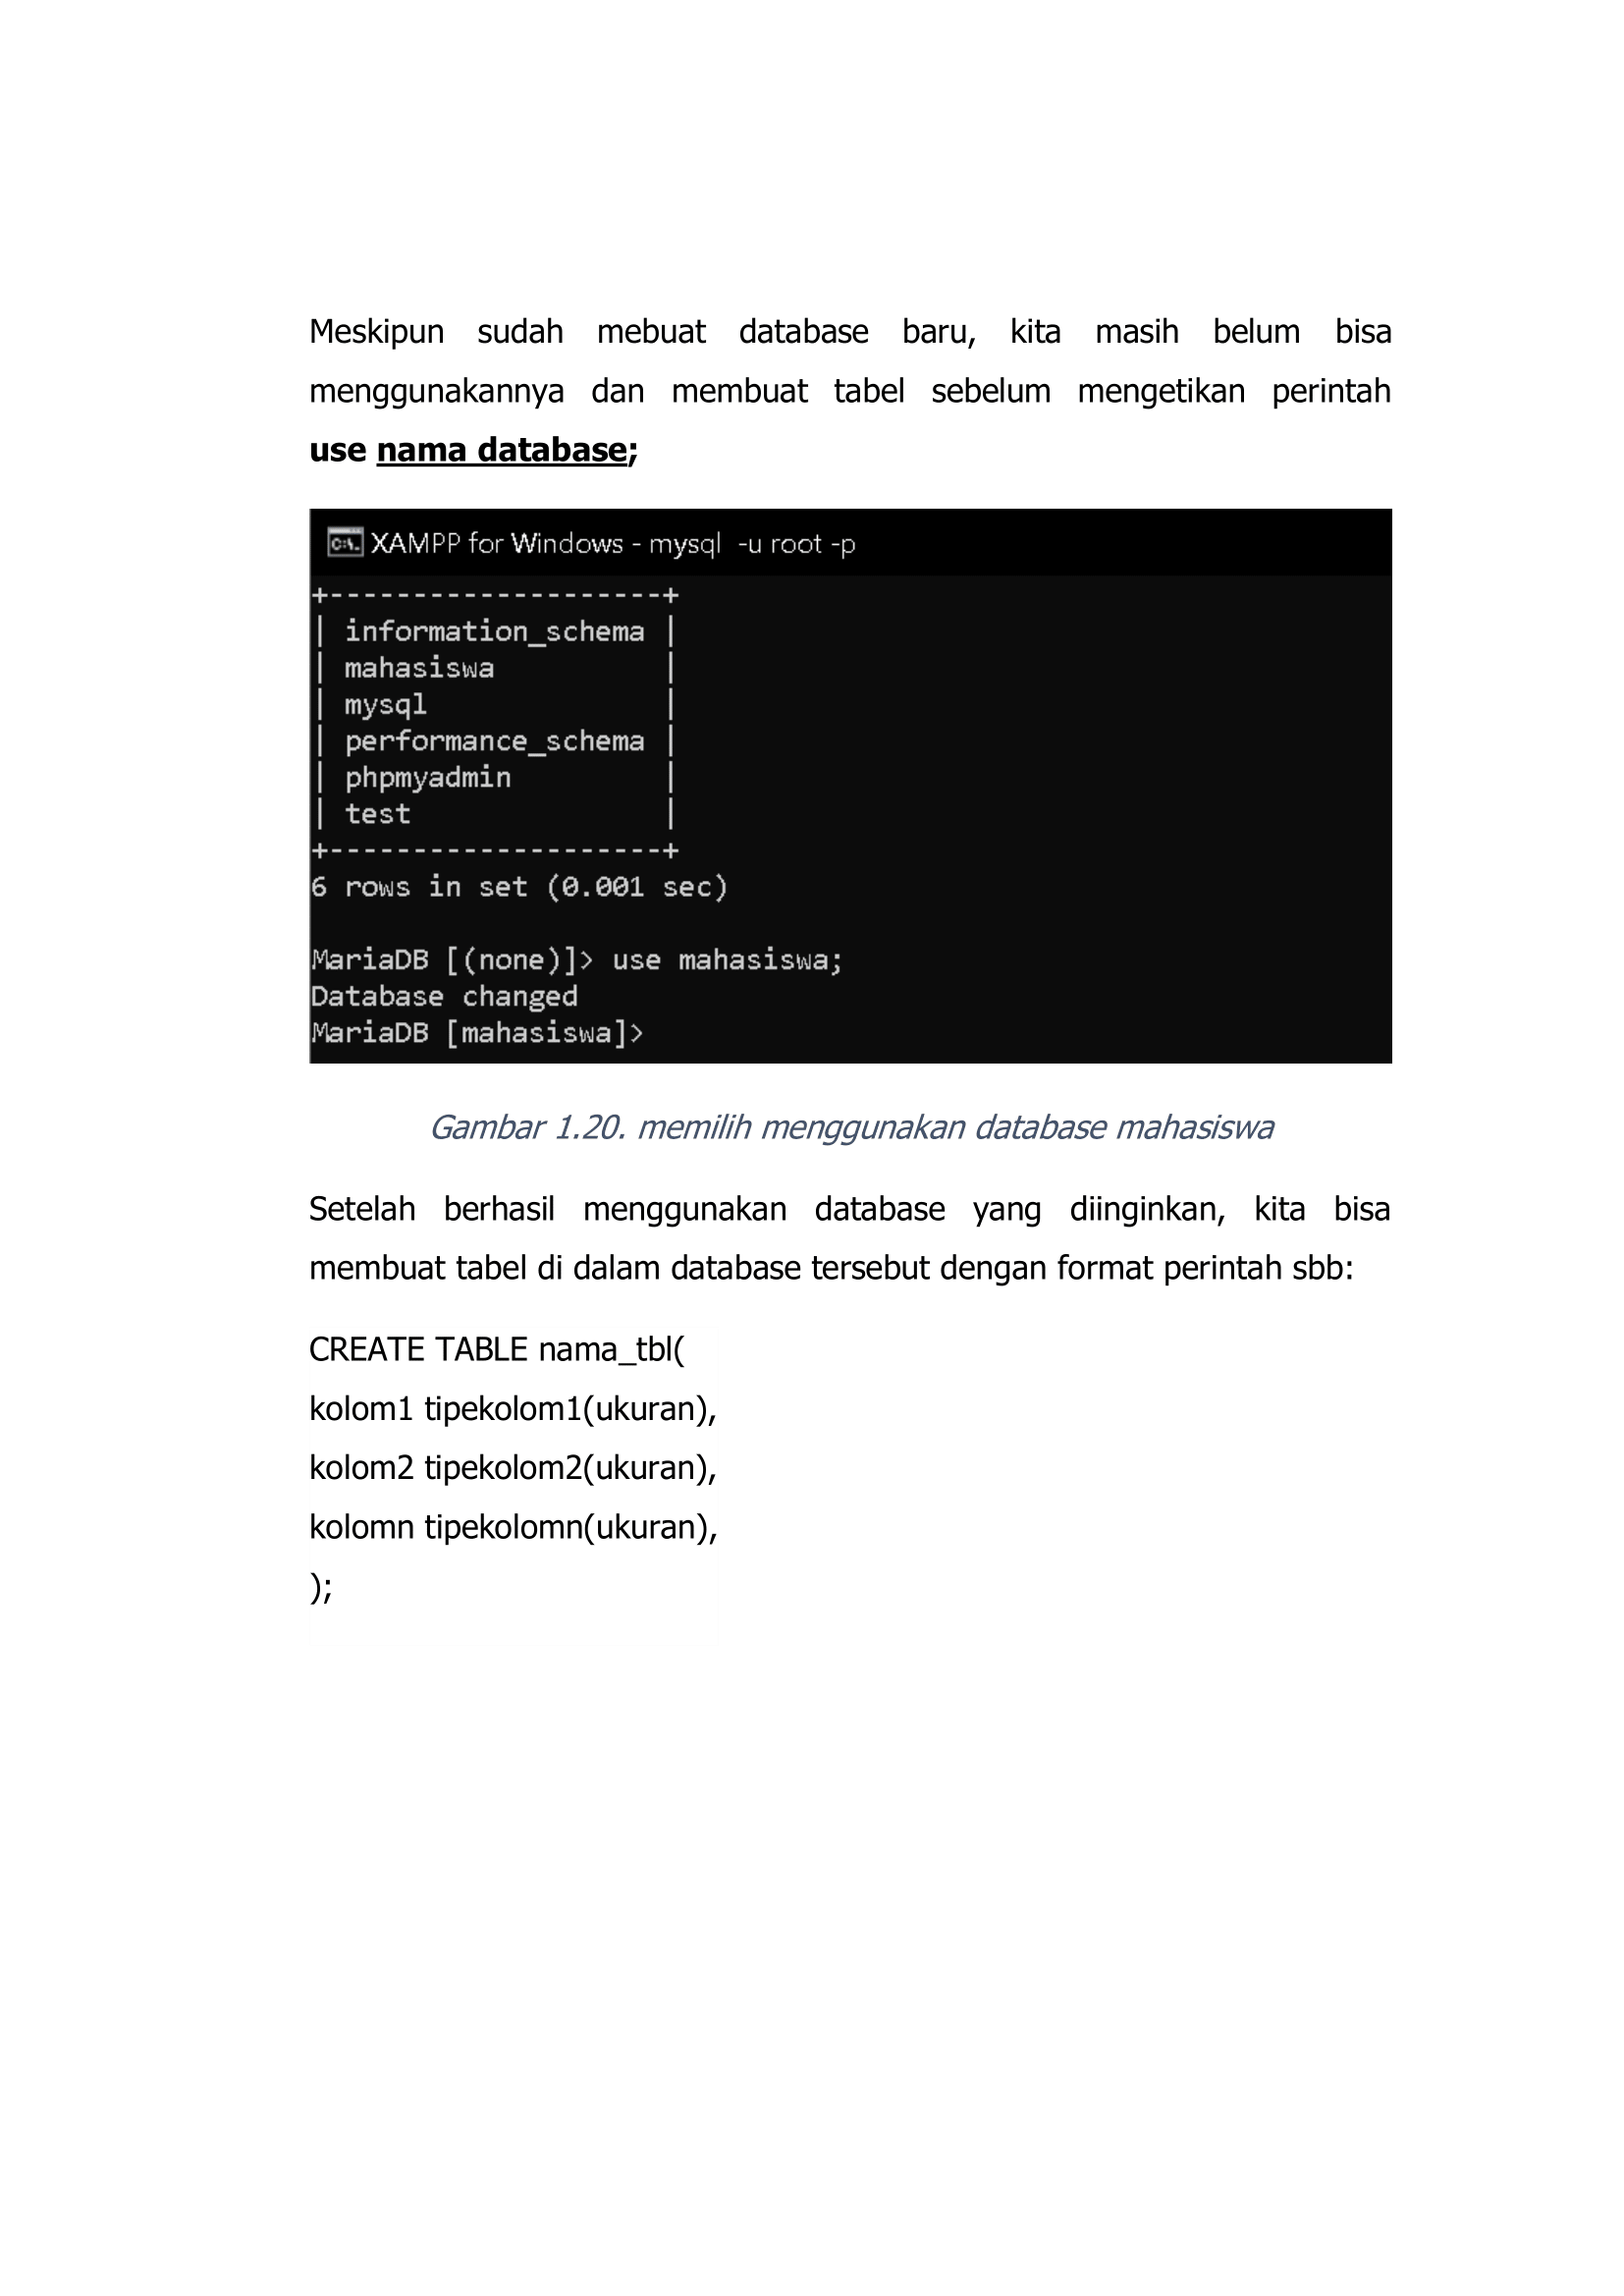 Meskipun sudah mebuat database baru, kita masih belum bisa
menggunakannya dan membuat tabel sebelum mengetikan perintah
use nama database;
C:\. XAMPP for Windows - mysql  -u root -p
+--------------------+
| information_schema |
| mahasiswa          |
| mysql              |
| performance_schema |
| phpmyadmin         |
| test               |
+--------------------+
6 rows in set (0.001 sec)
MariaDB [(none)]> use mahasiswa;
Database changed
MariaDB [mahasiswa]>
Gambar 1.20. memilih menggunakan database mahasiswa
Setelah berhasil menggunakan database yang diinginkan, kita bisa
membuat tabel di dalam database tersebut dengan format perintah sbb:
CREATE TABLE nama_tbl(
kolom1 tipekolom1(ukuran),
kolom2 tipekolom2(ukuran),
kolomn tipekolomn(ukuran),
);